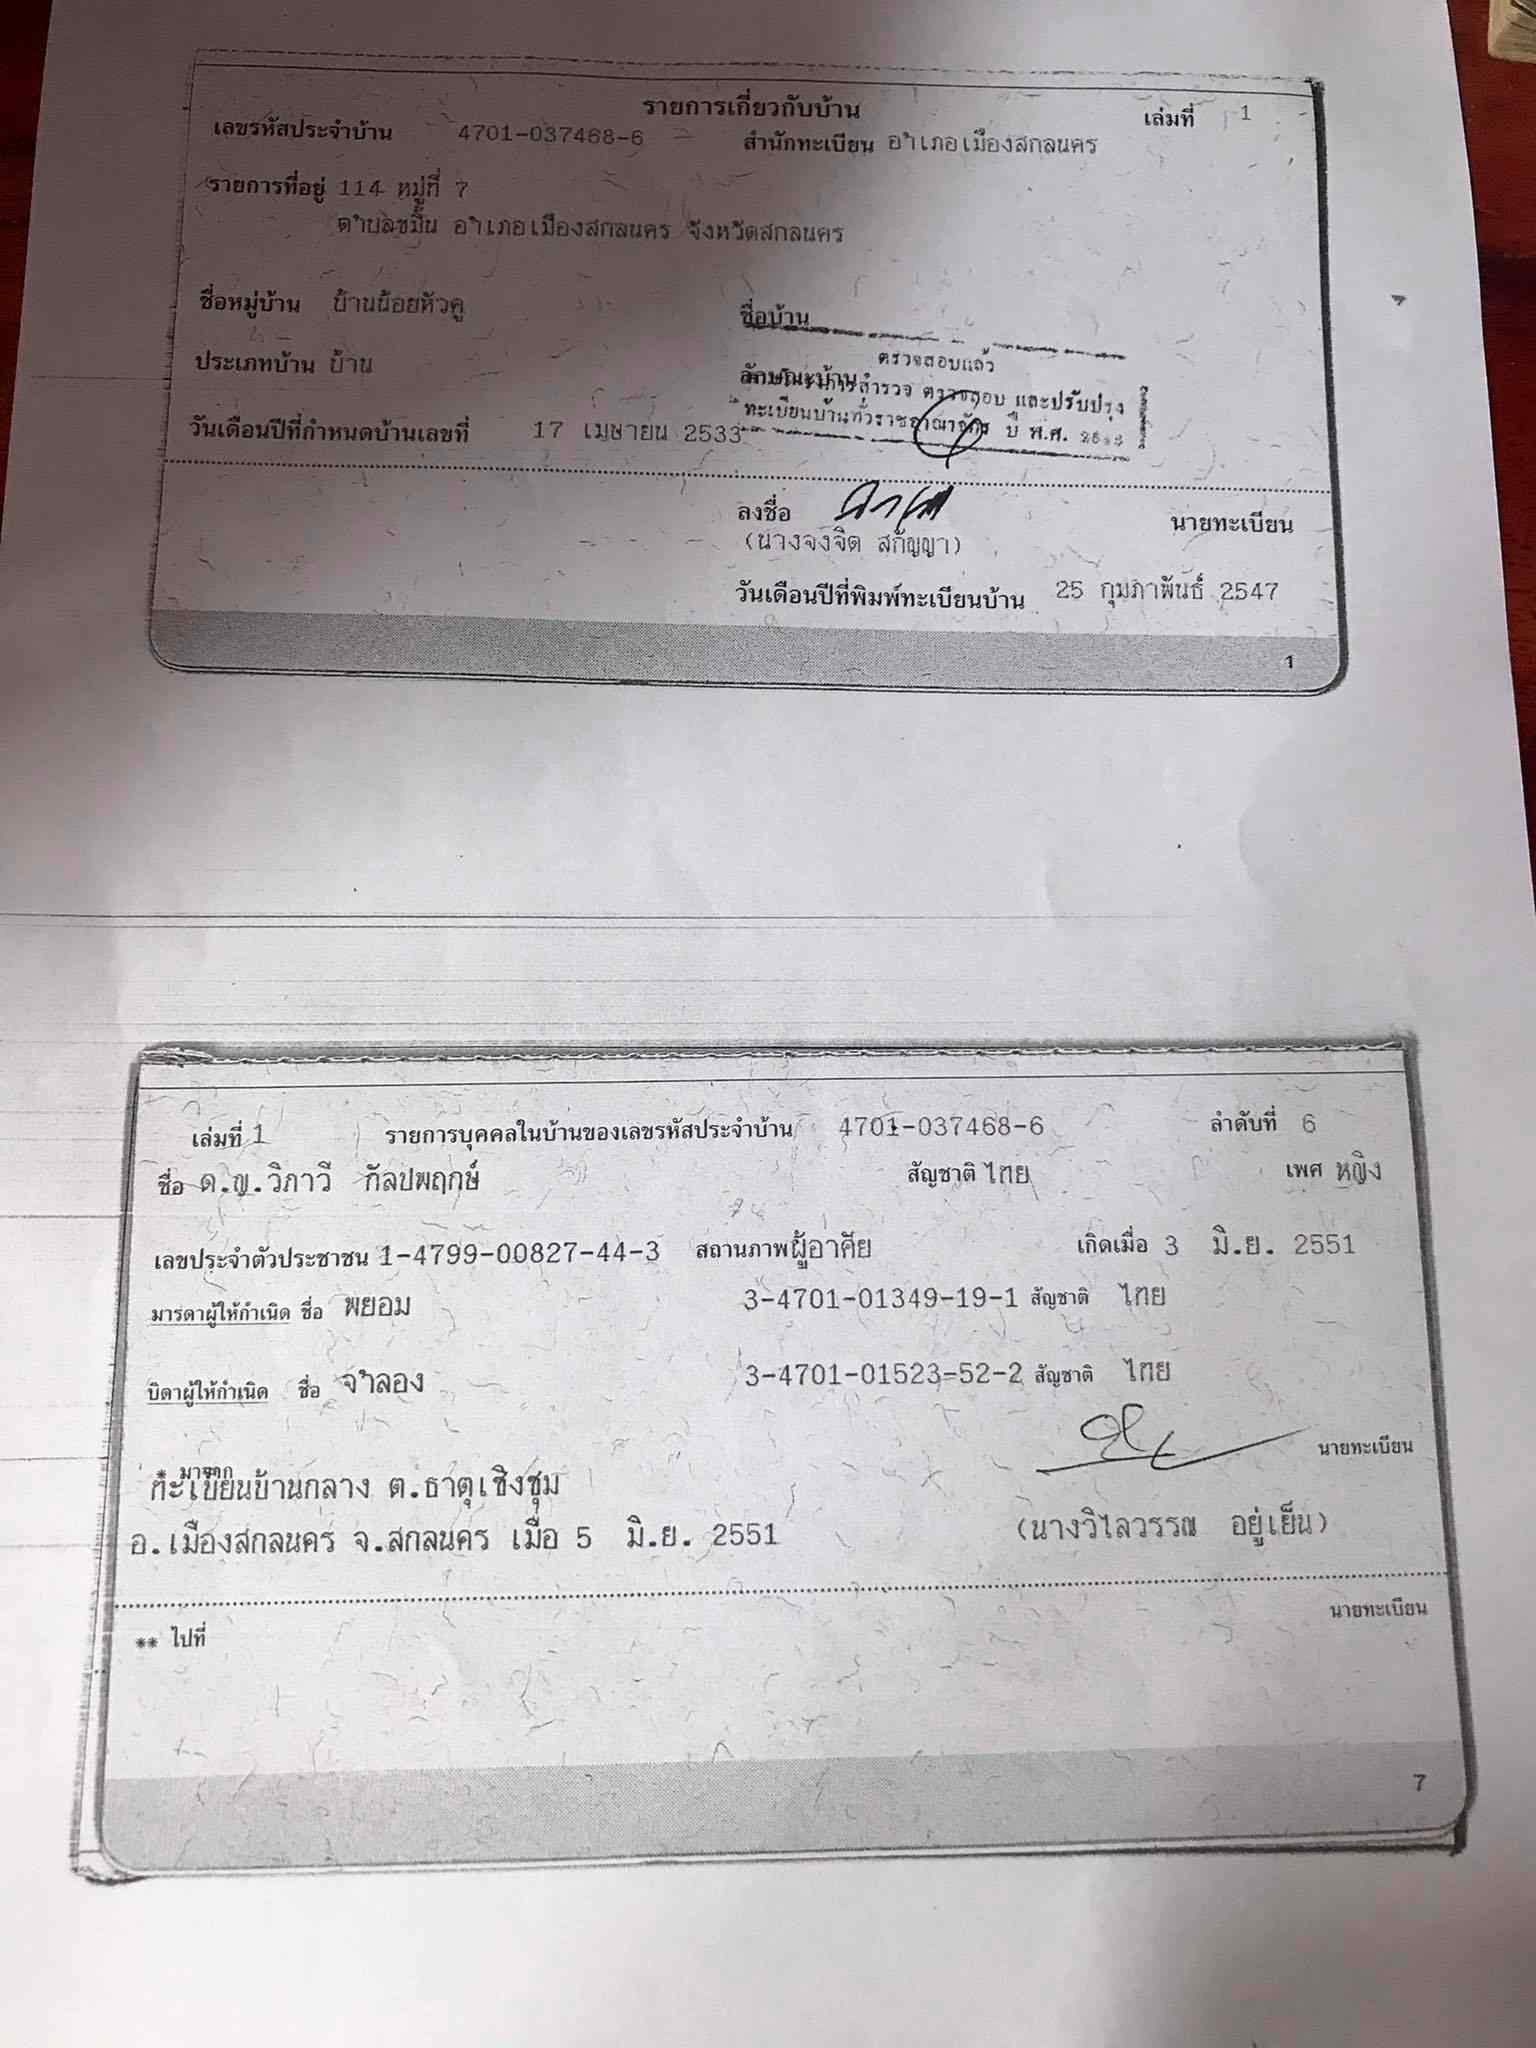 รายการเกี่ยวกับบ้าน เล่มที่ 1
เลขรหัสประจำบ้าน 4701-037468-6 สำนักทะเบียน อำเภอเมืองสกลนคร
รายการที่อยู่ 114 หมู่ที่ 7
ตำบลขมิ้น อำเภอเมืองสกลนคร จังหวัดสกลนคร
ชื่อหมู่บ้าน บ้านน้อยหัวคู ชื่อบ้าน
ตรวจสอบแล้ว
ประเภทบ้าน บ้าน ลักษณะบ้าน
การสำรวจ ตรวจสอบ และปรับปรุง
ทะเบียนบ้านทั่วราชอาณาจักร ปี พ.ศ.
วันเดือนปีที่กำหนดบ้านเลขที่ 17 เมษายน 2533
ลงชื่อ นายทะเบียน
(นางจงจิต สกัญญา)
วันเดือนปีที่พิมพ์ทะเบียนบ้าน 25 กุมภาพันธ์ 2547
1
เล่มที่ 1 รายการบุคคลในบ้านของเลขรหัสประจำบ้าน 4701-037468-6 ลำดับที่ 6
ชื่อ ด.ญ.วิภาวี กัลปพฤกษ์ สัญชาติ ไทย เพศ หญิง
เลขประจำตัวประชาชน 1-4799-00827-44-3 สถานภาพ ผู้อาศัย เกิดเมื่อ 3 มิ.ย. 2551
มารดาผู้ให้กำเนิด ชื่อ พยอม 3-4701-01349-19-1 สัญชาติ ไทย
บิดาผู้ให้กำเนิด ชื่อ จำลอง 3-4701-01523-52-2 สัญชาติ ไทย
นายทะเบียน
* มาจาก
ทะเบียนบ้านกลาง ต.ธาตุเชิงชุม
อ.เมืองสกลนคร จ.สกลนคร เมื่อ 5 มิ.ย. 2551 (นางวิไลวรรณ อยู่เย็น)
นายทะเบียน
** ไปที่
7